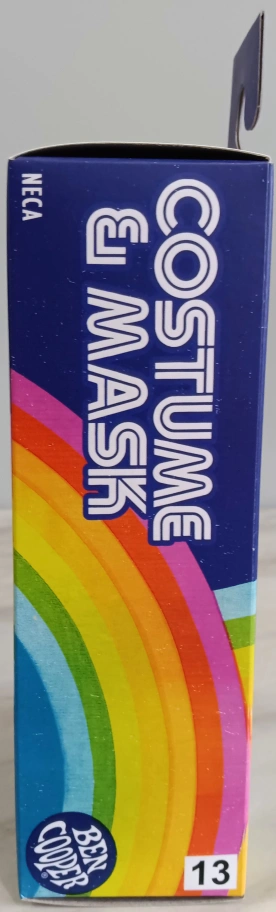 NECA
COSTUME
& MASK
BEN
COOPER®
13